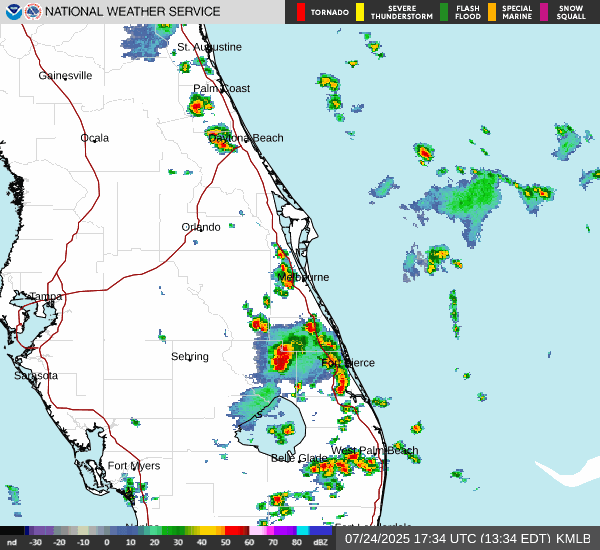 NATIONAL WEATHER SERVICE
TORNADO
SEVERE THUNDERSTORM
FLASH FLOOD
SPECIAL MARINE
SNOW SQUALL
St. Augustine
Gainesville
Palm Coast
Ocala
Daytona Beach
Orlando
Melbourne
Tampa
Sebring
Fort Pierce
Sarasota
West Palm Beach
Belle Glade
Fort Myers
nd -30 -20 -10 0 10 20 30 40 50 60 70 80 dBZ
07/24/2025 17:34 UTC (13:34 EDT) KMLB